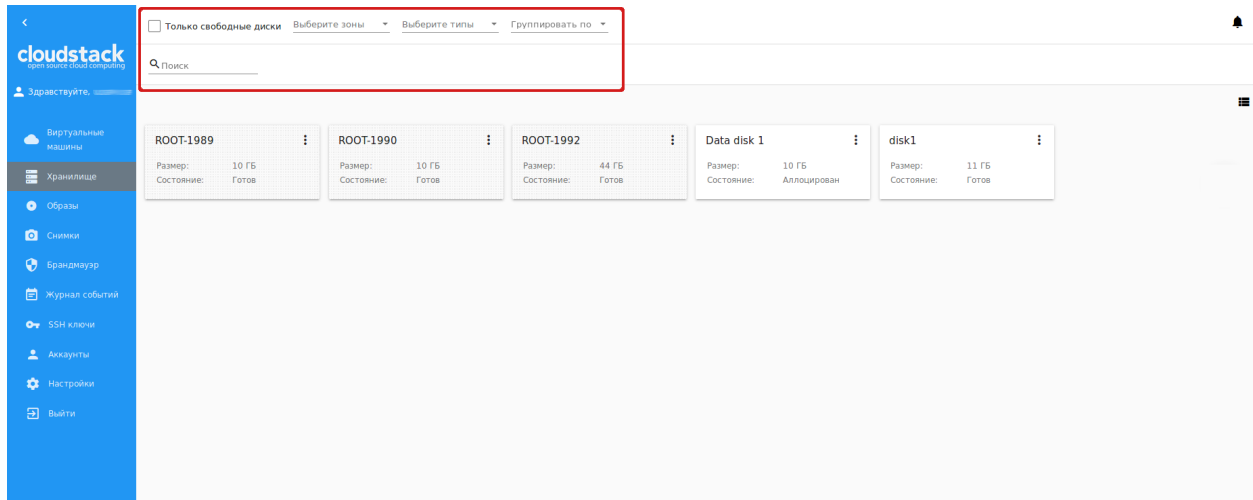 Только свободные диски Выберите зоны Выберите типы Группировать по
Поиск
cloudstack
open source cloud computing
Здравствуйте,
Виртуальные
машины
Хранилище
Образы
Снимки
Брандмауэр
Журнал событий
SSH ключи
Аккаунты
Настройки
Выйти
ROOT-1989
Размер: 10 ГБ
Состояние: Готов
ROOT-1990
Размер: 10 ГБ
Состояние: Готов
ROOT-1992
Размер: 44 ГБ
Состояние: Готов
Data disk 1
Размер: 10 ГБ
Состояние: Аллоцирован
disk1
Размер: 11 ГБ
Состояние: Готов